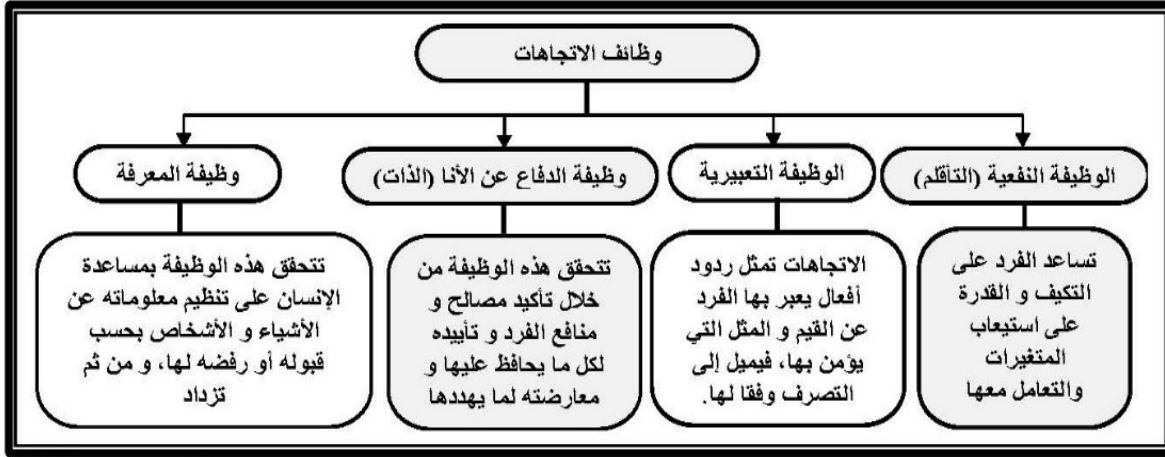 وظائف الاتجاهات
الوظيفة النفعية (التأقلم)
تساعد الفرد على
التكيف و القدرة
على استيعاب
المتغيرات
والتعامل معها
الوظيفة التعبيرية
الاتجاهات تمثل ردود
أفعال يعبر بها الفرد
عن القيم و المثل التي
يؤمن بها، فيميل إلى
التصرف وفقا لها.
وظيفة الدفاع عن الأنا (الذات)
تتحقق هذه الوظيفة من
خلال تأكيد مصالح و
منافع الفرد و تأييده
لكل ما يحافظ عليها و
معارضته لما يهددها
وظيفة المعرفة
تتحقق هذه الوظيفة بمساعدة
الإنسان على تنظيم معلوماته عن
الأشياء و الأشخاص بحسب
قبوله أو رفضه لها، و من ثم
تزداد